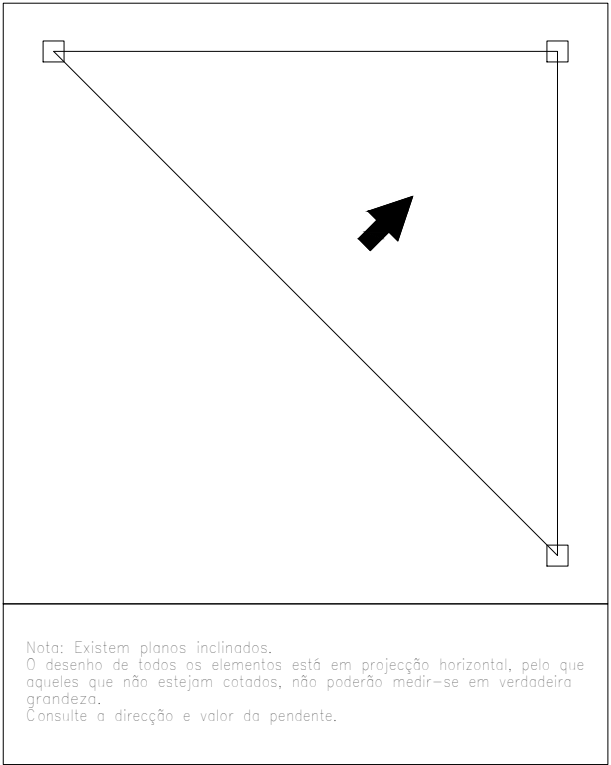 Nota: Existem planos inclinados.
O desenho de todos os elementos está em projecção horizontal, pelo que
aqueles que não estejam cotados, não poderão medir-se em verdadeira
grandeza.
Consulte a direcção e valor da pendente.